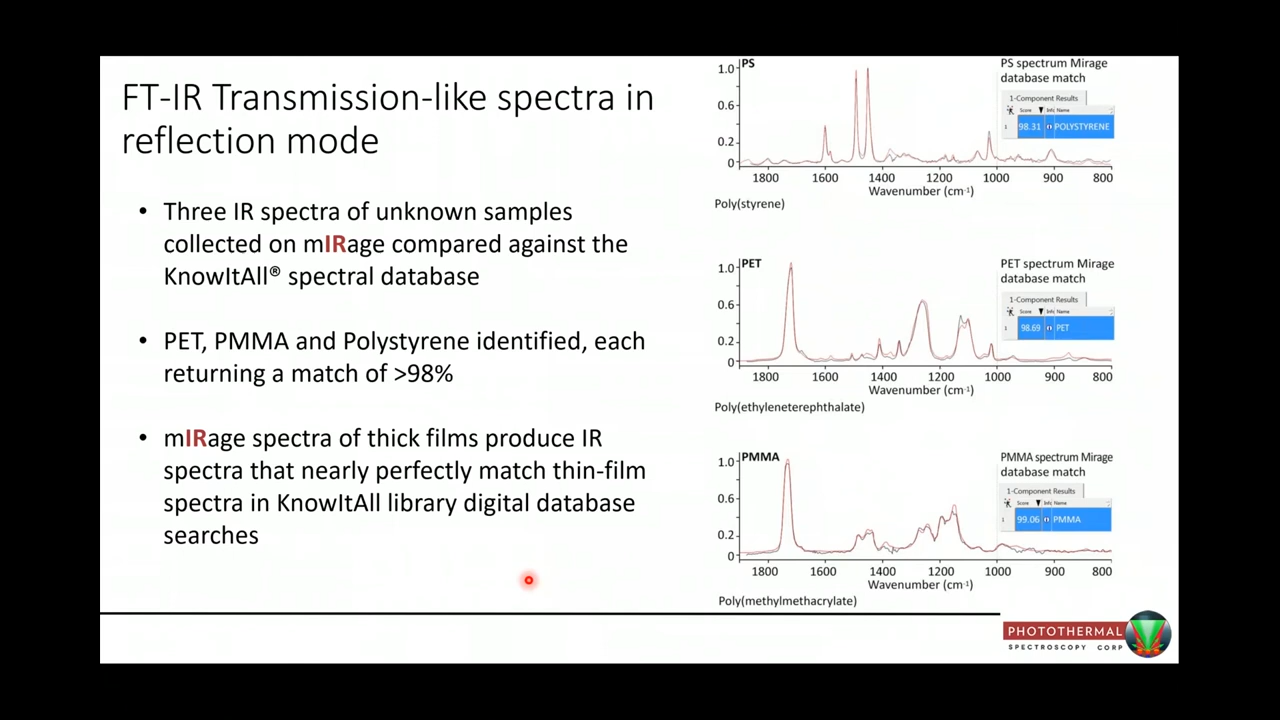 FT-IR Transmission-like spectra in
reflection mode
• Three IR spectra of unknown samples
collected on mIRage compared against the
KnowItAll® spectral database
• PET, PMMA and Polystyrene identified, each
returning a match of >98%
• mIRage spectra of thick films produce IR
spectra that nearly perfectly match thin-film
spectra in KnowItAll library digital database
searches
PS
1.0
0.6
0.2
0
1800 1600 1400 1200 1000 900 800
Wavenumber (cm-1)
Poly(styrene)
PS spectrum Mirage
database match
1-Component Results
Score Info Name
1 98.31 POLYSTYRENE
PET
1.0
0.6
0.2
0
1800 1600 1400 1200 1000 900 800
Wavenumber (cm-1)
Poly(ethyleneterephthalate)
PET spectrum Mirage
database match
1-Component Results
Score Info Name
1 98.69 PET
PMMA
1.0
0.6
0.2
0
1800 1600 1400 1200 1000 900 800
Wavenumber (cm-1)
Poly(methylmethacrylate)
PMMA spectrum Mirage
database match
1-Component Results
Score Info Name
1 99.06 PMMA
PHOTOTHERMAL
SPECTROSCOPY CORP